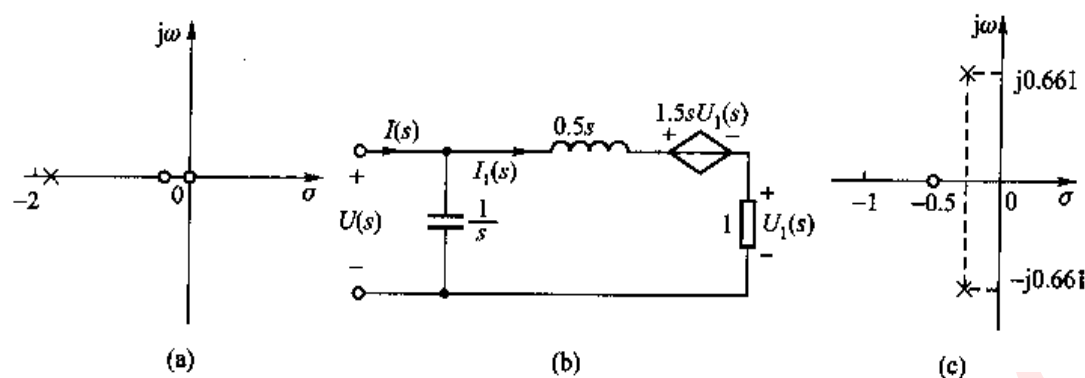 jω
-2
0
σ
(a)
I(s)
I₁(s)
0.5s
1.5sU₁(s)
+ −
+
U(s)
−
1/s
1
+
U₁(s)
−
(b)
jω
j0.661
-1
-0.5
0
σ
-j0.661
(c)